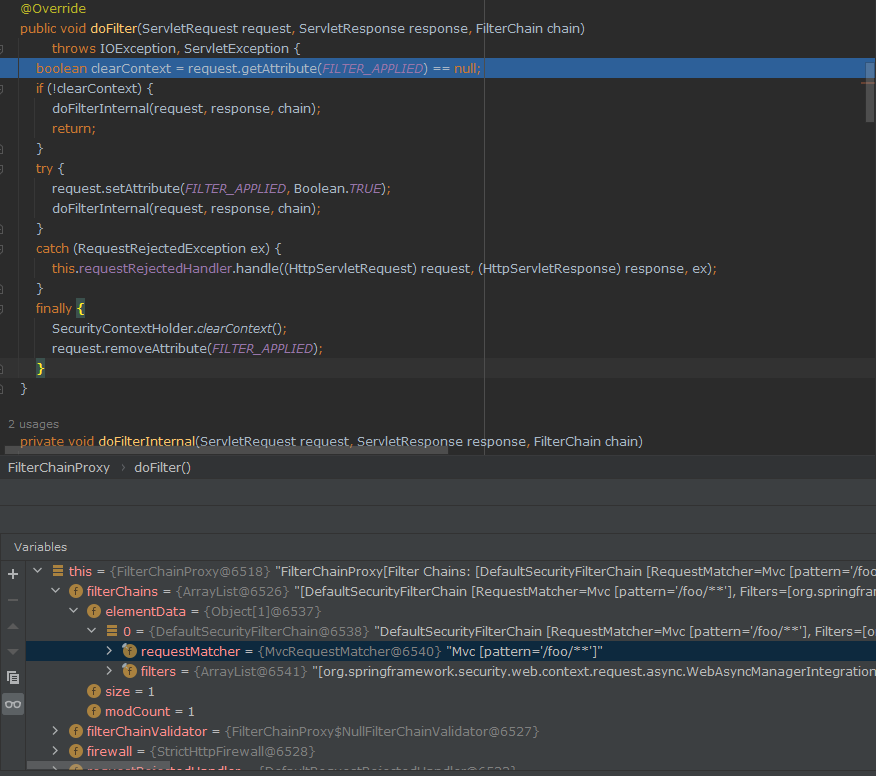 @Override
public void doFilter(ServletRequest request, ServletResponse response, FilterChain chain)
throws IOException, ServletException {
boolean clearContext = request.getAttribute(FILTER_APPLIED) == null;
if (!clearContext) {
doFilterInternal(request, response, chain);
return;
}
try {
request.setAttribute(FILTER_APPLIED, Boolean.TRUE);
doFilterInternal(request, response, chain);
}
catch (RequestRejectedException ex) {
this.requestRejectedHandler.handle((HttpServletRequest) request, (HttpServletResponse) response, ex);
}
finally {
SecurityContextHolder.clearContext();
request.removeAttribute(FILTER_APPLIED);
}
}
2 usages
private void doFilterInternal(ServletRequest request, ServletResponse response, FilterChain chain)
FilterChainProxy › doFilter()
Variables
this = {FilterChainProxy@6518} "FilterChainProxy[Filter Chains: [DefaultSecurityFilterChain [RequestMatcher=Mvc [pattern='/foo
filterChains = {ArrayList@6526} "[DefaultSecurityFilterChain [RequestMatcher=Mvc [pattern='/foo/**'], Filters=[org.springfram
elementData = {Object[1]@6537}
0 = {DefaultSecurityFilterChain@6538} "DefaultSecurityFilterChain [RequestMatcher=Mvc [pattern='/foo/**'], Filters=[o
requestMatcher = {MvcRequestMatcher@6540} "Mvc [pattern='/foo/**']"
filters = {ArrayList@6541} "[org.springframework.security.web.context.request.async.WebAsyncManagerIntegration
size = 1
modCount = 1
filterChainValidator = {FilterChainProxy$NullFilterChainValidator@6527}
firewall = {StrictHttpFirewall@6528}